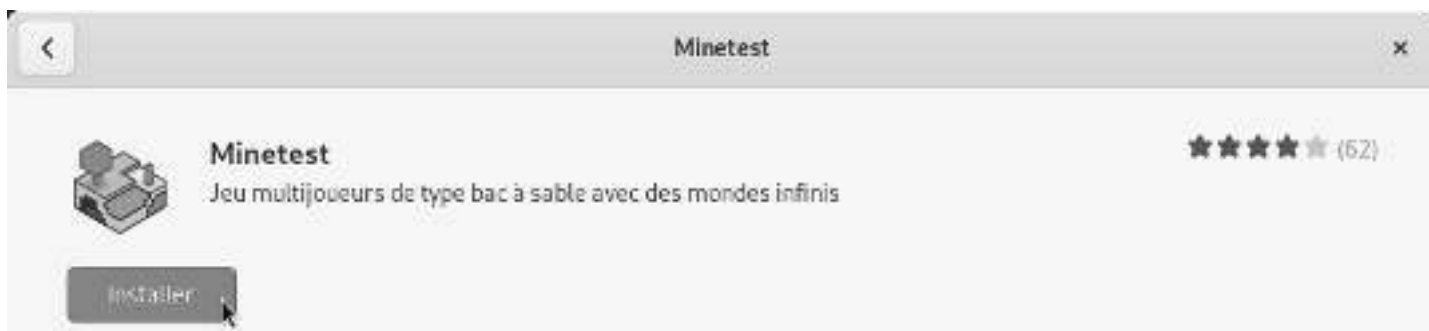 Minetest
Minetest
(62)
Jeu multijoueurs de type bac à sable avec des mondes infinis
Installer